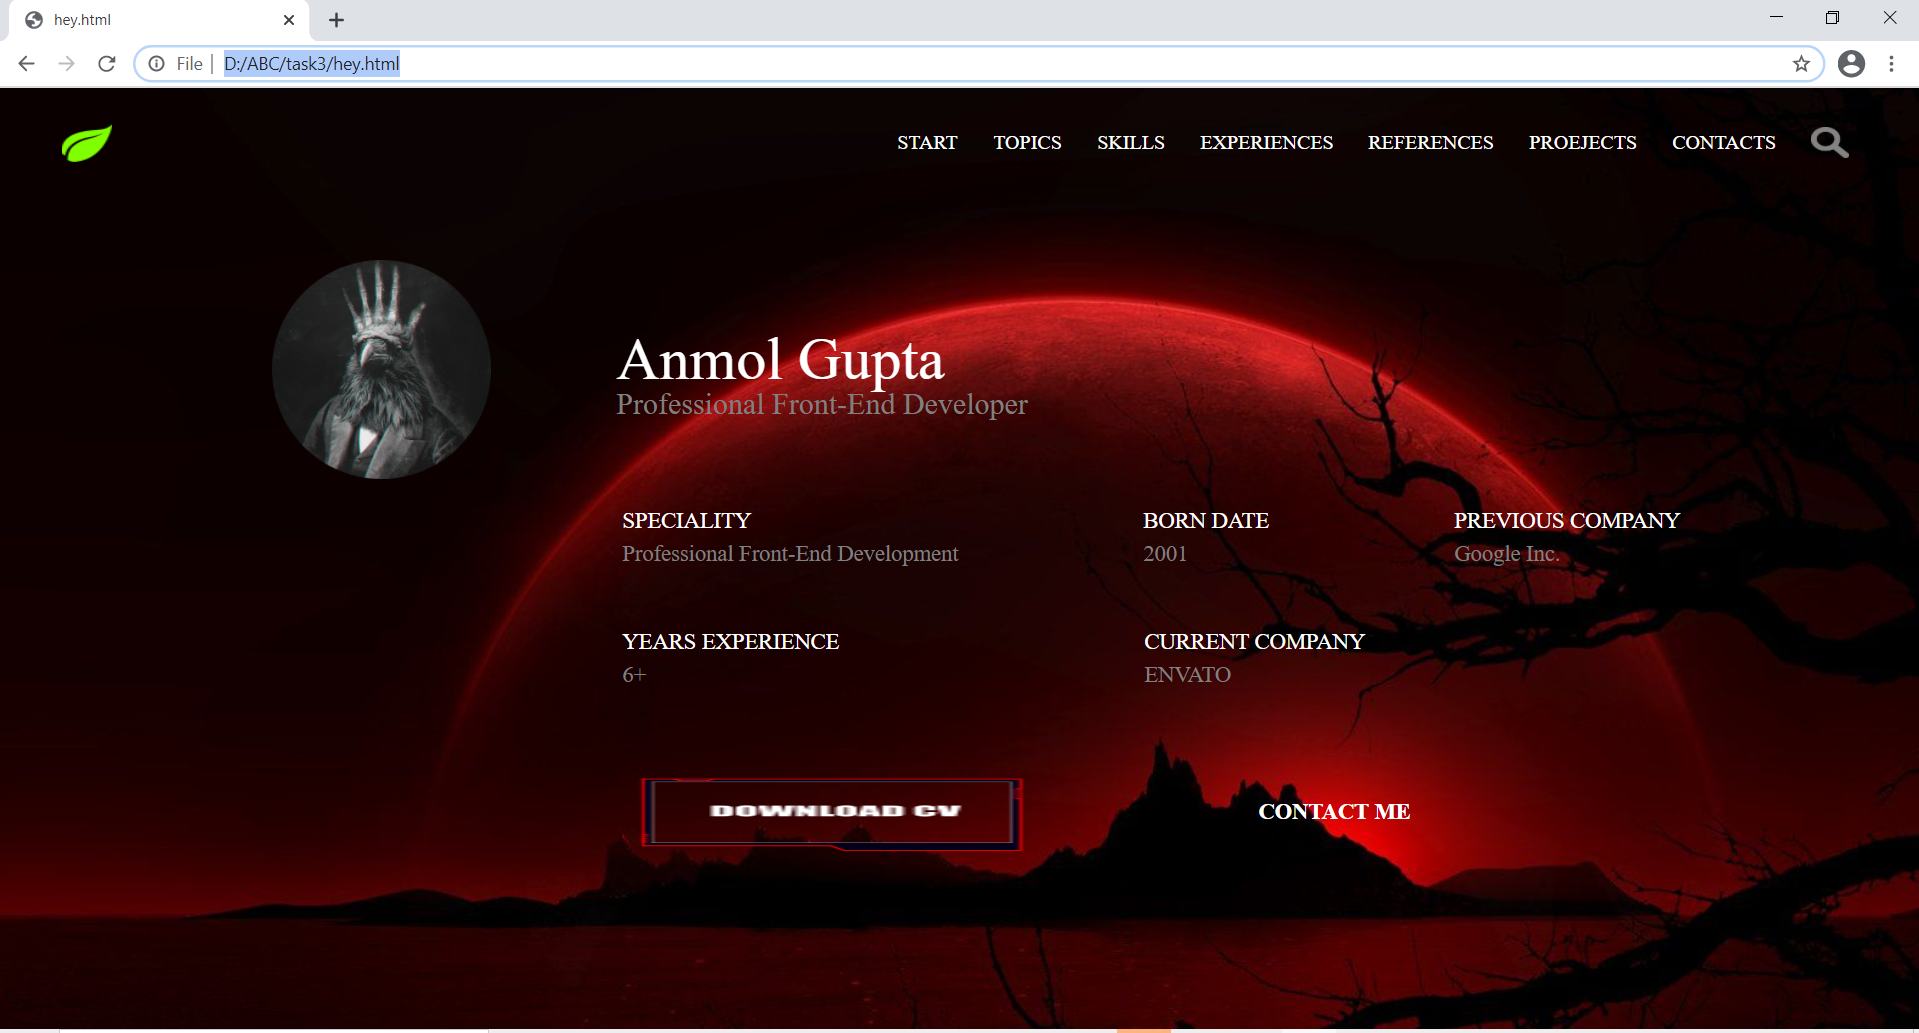 hey.html
File
D:/ABC/task3/hey.html
START TOPICS SKILLS EXPERIENCES REFERENCES PROEJECTS CONTACTS
Anmol Gupta
Professional Front-End Developer
SPECIALITY
Professional Front-End Development
BORN DATE
2001
PREVIOUS COMPANY
Google Inc.
YEARS EXPERIENCE
6+
CURRENT COMPANY
ENVATO
DOWNLOAD CV
CONTACT ME